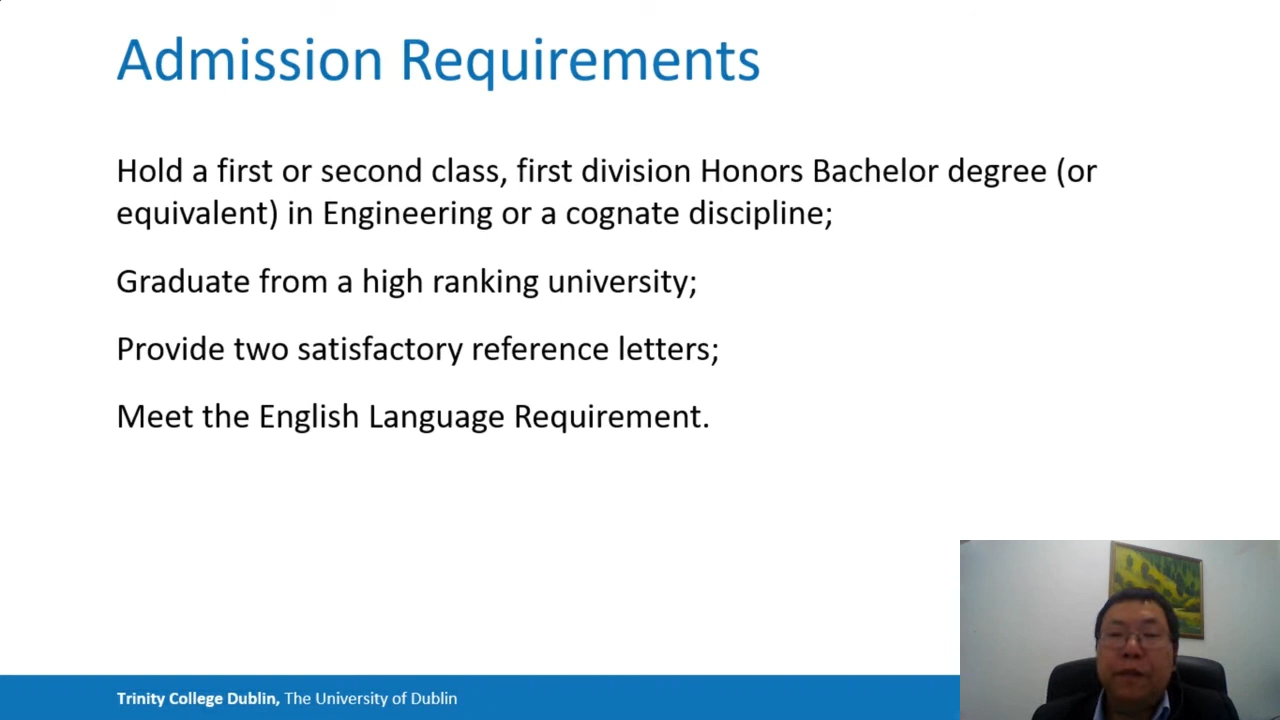 Admission Requirements
Hold a first or second class, first division Honors Bachelor degree (or
equivalent) in Engineering or a cognate discipline;
Graduate from a high ranking university;
Provide two satisfactory reference letters;
Meet the English Language Requirement.
Trinity College Dublin, The University of Dublin